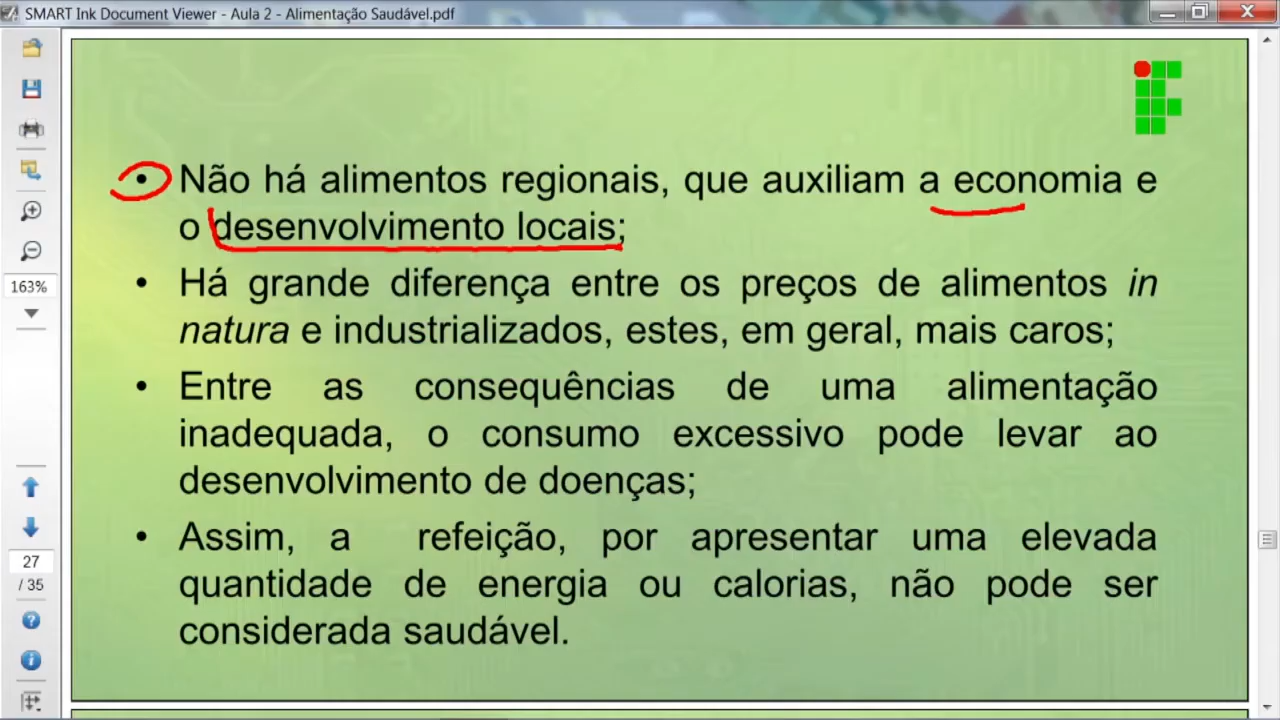 SMART Ink Document Viewer - Aula 2 - Alimentação Saudável.pdf
• Não há alimentos regionais, que auxiliam a economia e
o desenvolvimento locais;
• Há grande diferença entre os preços de alimentos in
natura e industrializados, estes, em geral, mais caros;
• Entre as consequências de uma alimentação
inadequada, o consumo excessivo pode levar ao
desenvolvimento de doenças;
• Assim, a refeição, por apresentar uma elevada
quantidade de energia ou calorias, não pode ser
considerada saudável.
163%
27
/ 35